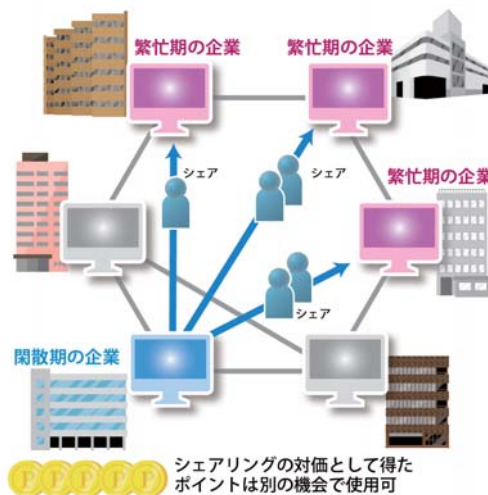 繁忙期の企業
繁忙期の企業
シェア
シェア
繁忙期の企業
シェア
閑散期の企業
P P P P P
シェアリングの対価として得た
ポイントは別の機会で使用可